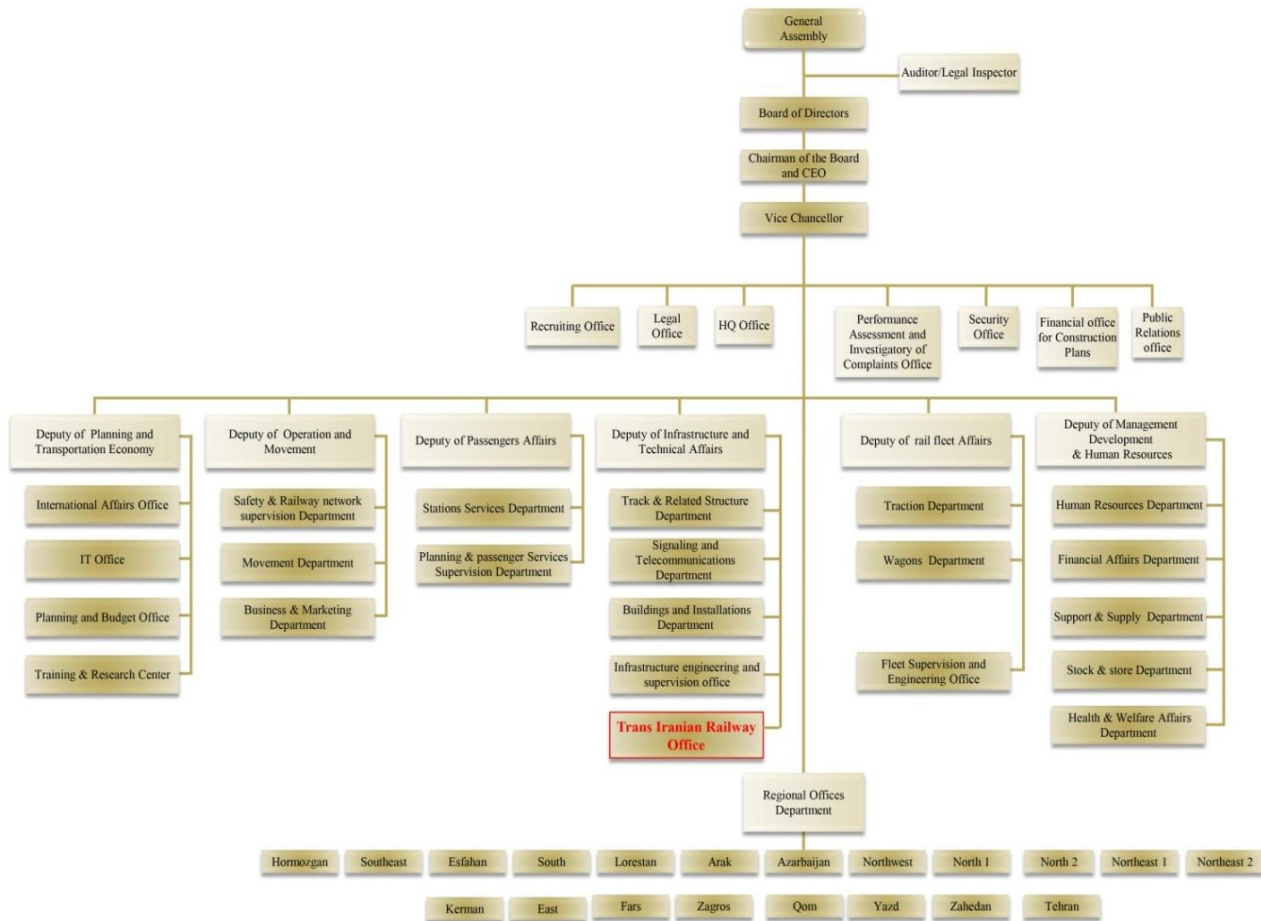 General
Assembly
Auditor/Legal Inspector
Board of Directors
Chairman of the Board
and CEO
Vice Chancellor
Recruiting Office
Legal
Office
HQ Office
Performance
Assessment and
Investigatory of
Complaints Office
Security
Office
Financial office
for Construction
Plans
Public
Relations
office
Deputy of Planning and
Transportation Economy
International Affairs Office
IT Office
Planning and Budget Office
Training & Research Center
Deputy of Operation and
Movement
Safety & Railway network
supervision Department
Movement Department
Business & Marketing
Department
Deputy of Passengers Affairs
Stations Services Department
Planning & passenger Services
Supervision Department
Deputy of Infrastructure and
Technical Affairs
Track & Related Structure
Department
Signaling and
Telecommunications
Department
Buildings and Installations
Department
Infrastructure engineering and
supervision office
Trans Iranian Railway
Office
Deputy of rail fleet Affairs
Traction Department
Wagons Department
Fleet Supervision and
Engineering Office
Deputy of Management
Development
& Human Resources
Human Resources Department
Financial Affairs Department
Support & Supply Department
Stock & store Department
Health & Welfare Affairs
Department
Regional Offices
Department
Hormozgan
Southeast
Esfahan
South
Lorestan
Arak
Azarbaijan
Northwest
North 1
North 2
Northeast 1
Northeast 2
Kerman
East
Fars
Zagros
Qom
Yazd
Zahedan
Tehran